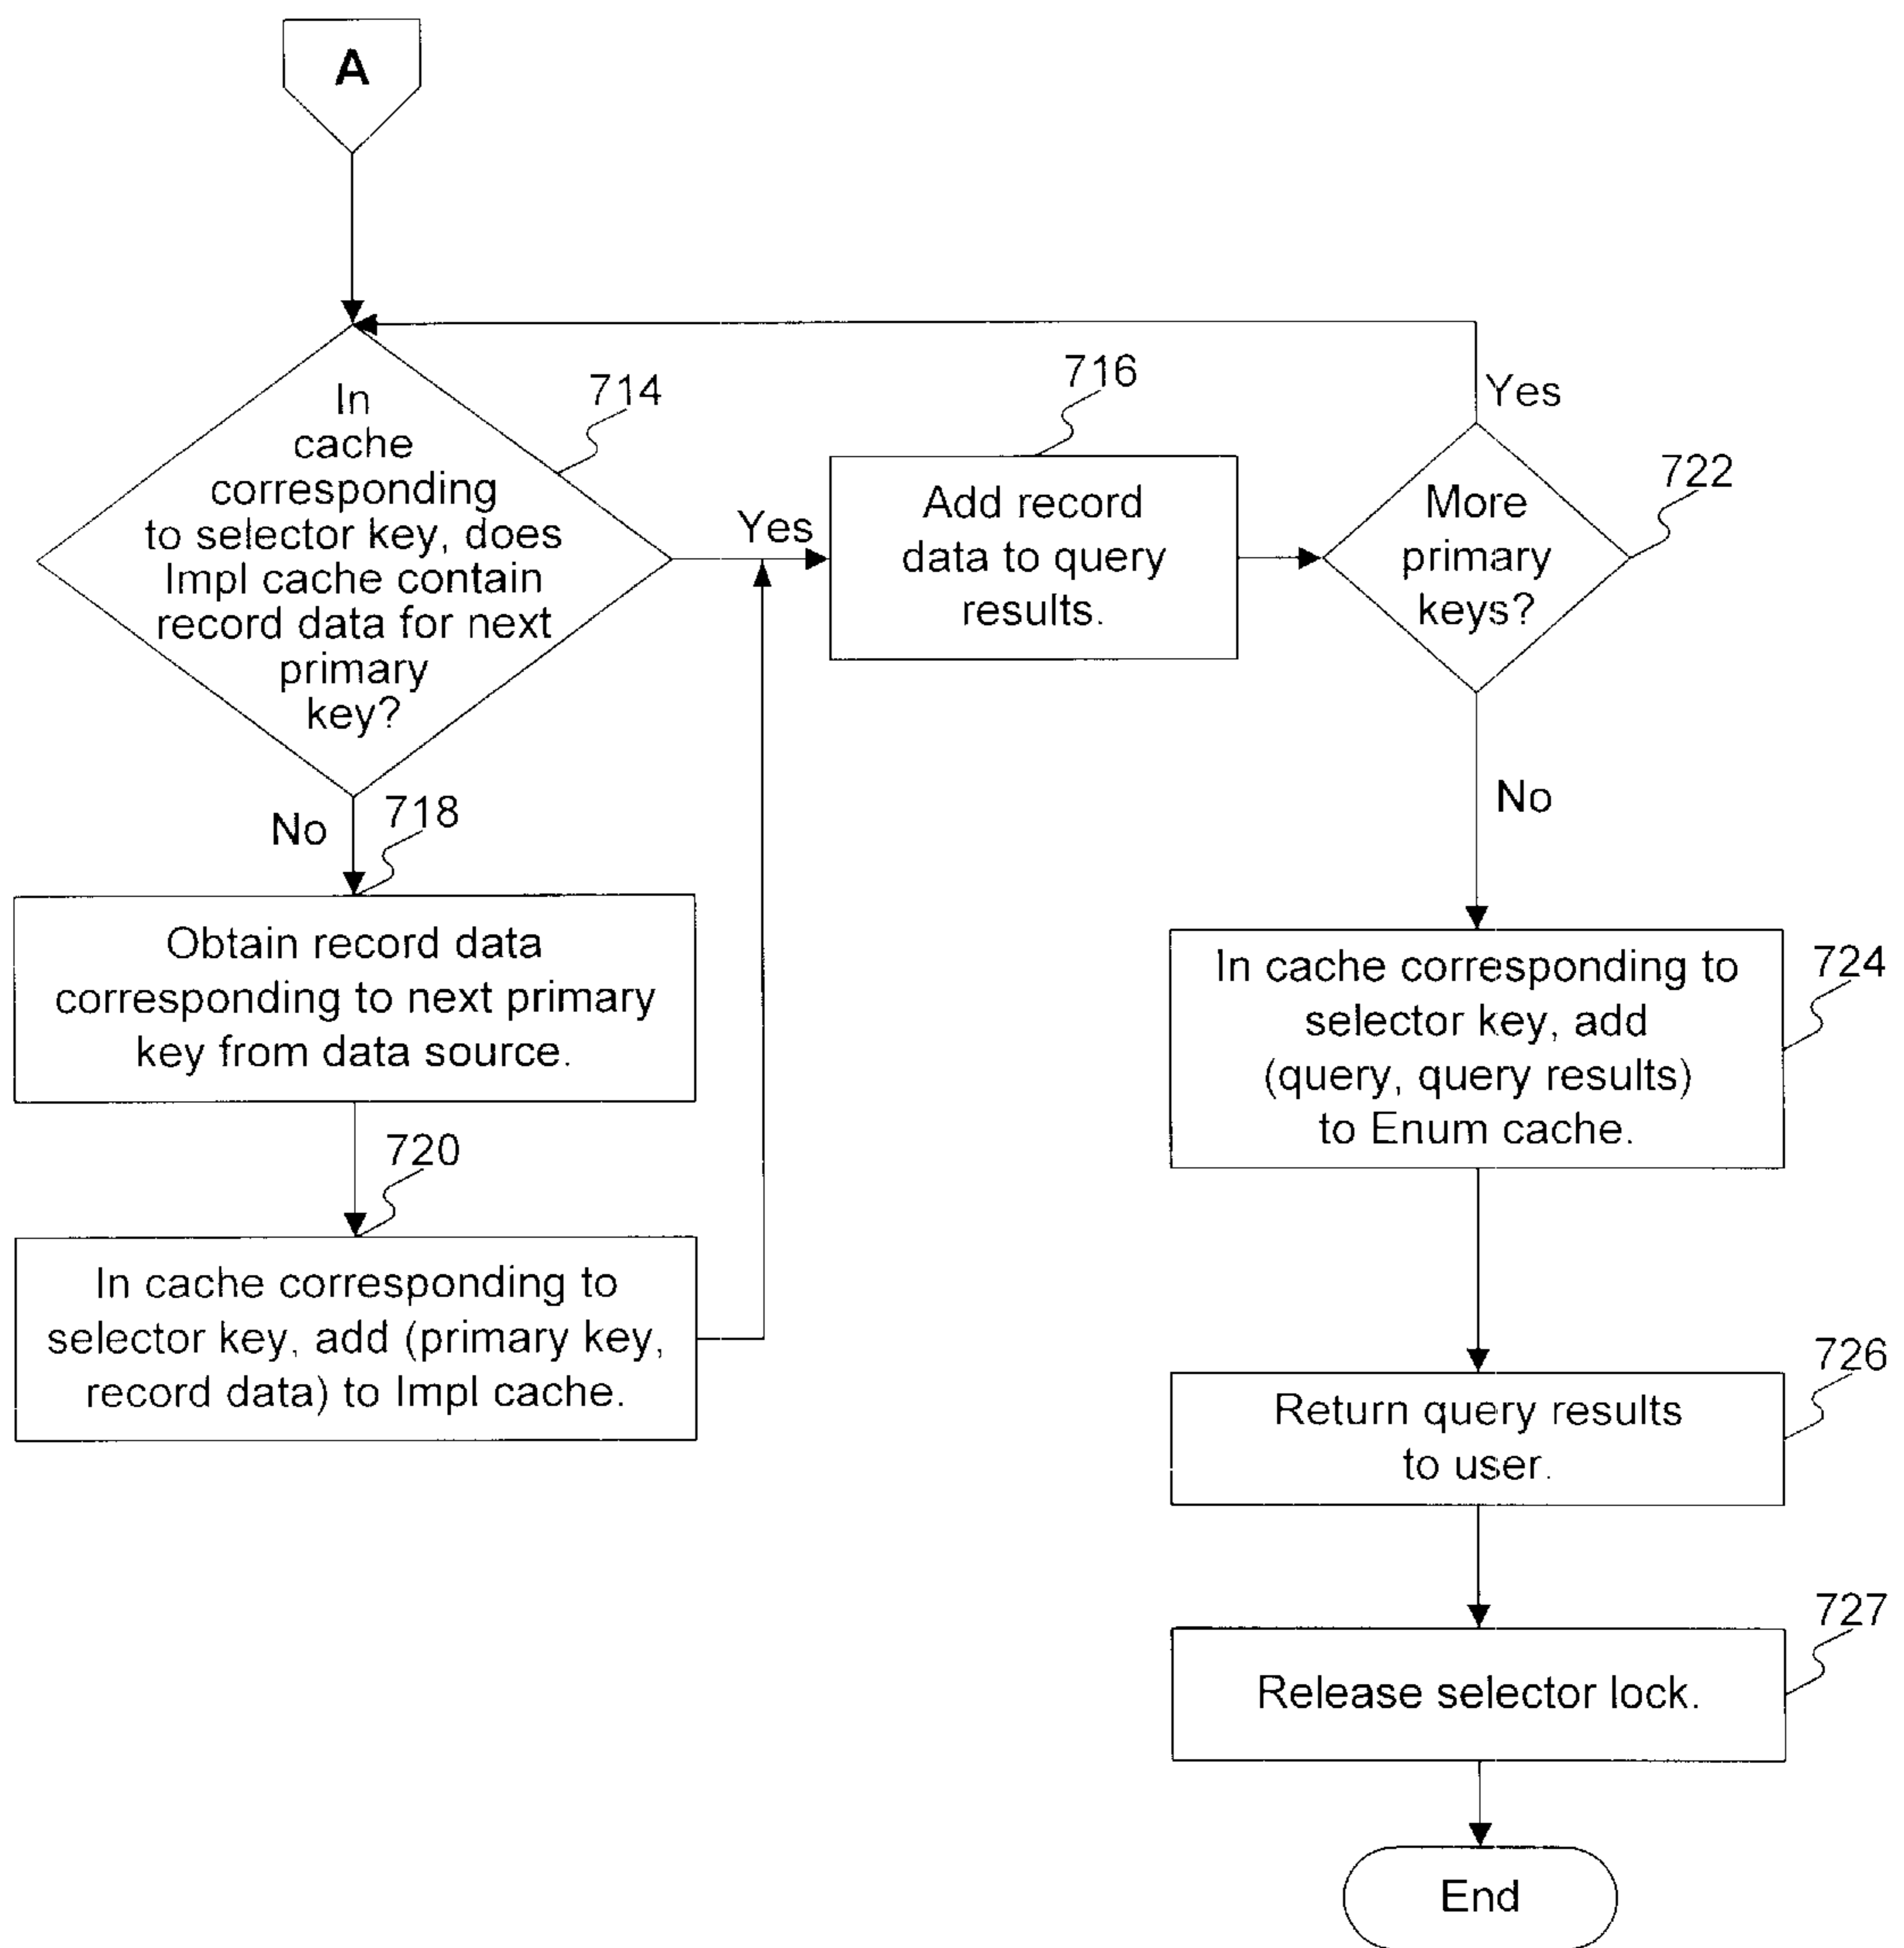 A
In
cache
corresponding
to selector key, does
Impl cache contain
record data for next
primary
key?
714
Yes
716
Add record
data to query
results.
Yes
722
More
primary
keys?
No
718
Obtain record data
corresponding to next primary
key from data source.
720
In cache corresponding to
selector key, add (primary key,
record data) to Impl cache.
No
724
In cache corresponding to
selector key, add
(query, query results)
to Enum cache.
726
Return query results
to user.
727
Release selector lock.
End